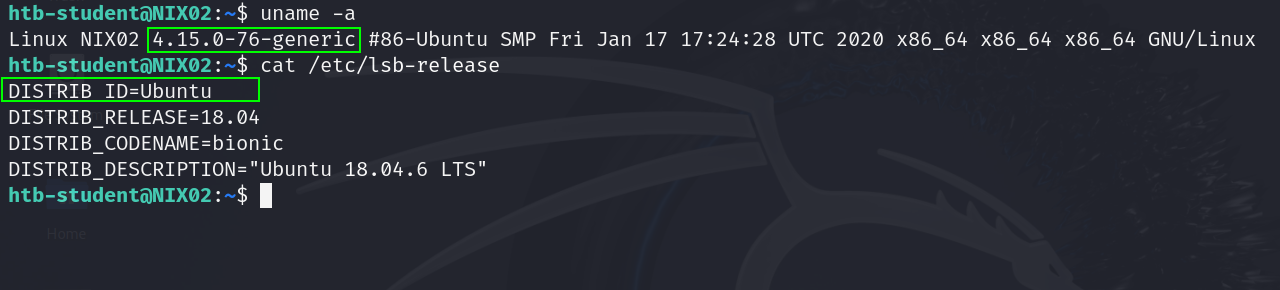 htb-student@NIX02:~$ uname -a
Linux NIX02 4.15.0-76-generic #86-Ubuntu SMP Fri Jan 17 17:24:28 UTC 2020 x86_64 x86_64 x86_64 GNU/Linux
htb-student@NIX02:~$ cat /etc/lsb-release
DISTRIB_ID=Ubuntu
DISTRIB_RELEASE=18.04
DISTRIB_CODENAME=bionic
DISTRIB_DESCRIPTION="Ubuntu 18.04.6 LTS"
htb-student@NIX02:~$
Home